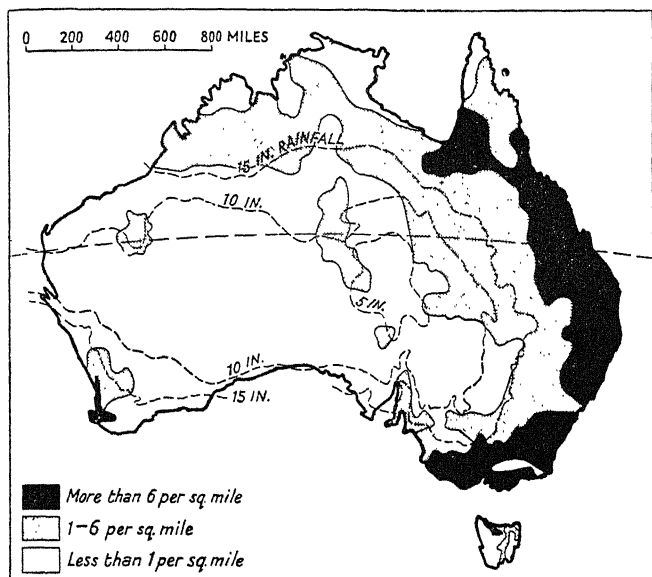 0 200 400 600 800 MILES
15 IN. RAINFALL
10 IN.
5 IN.
10 IN.
15 IN.
More than 6 per sq. mile
1-6 per sq. mile
Less than 1 per sq. mile